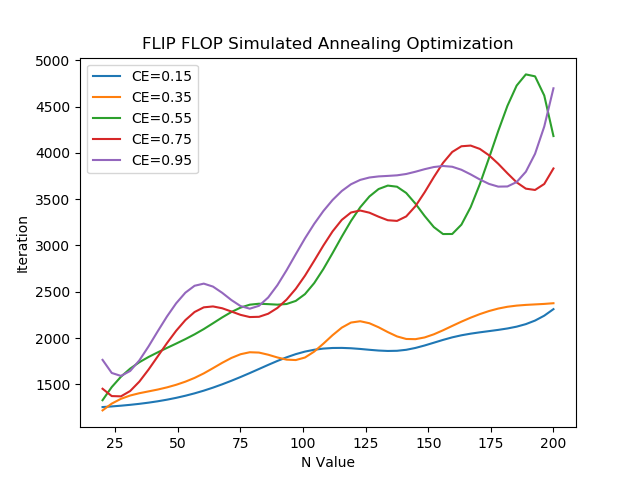 FLIP FLOP Simulated Annealing Optimization
CE=0.15
CE=0.35
CE=0.55
CE=0.75
CE=0.95
Iteration
5000
4500
4000
3500
3000
2500
2000
1500
25 50 75 100 125 150 175 200
N Value